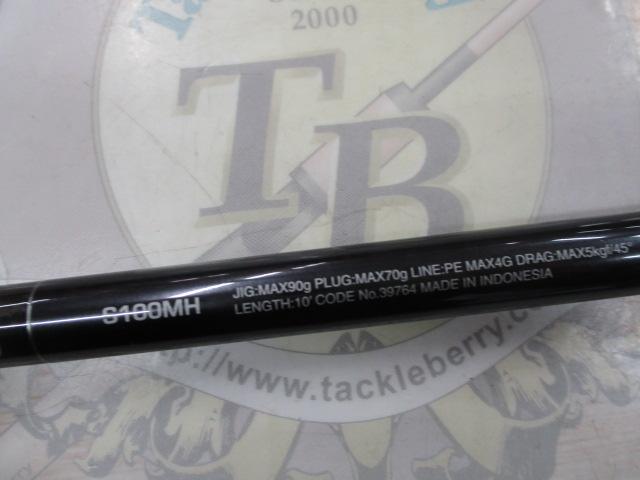 2000
TB
S100MH
JIG:MAX90g PLUG:MAX70g LINE:PE MAX4G DRAG:MAX5kgf/45°
LENGTH:10' CODE No.39764 MADE IN INDONESIA
http://www.tackleberry.co